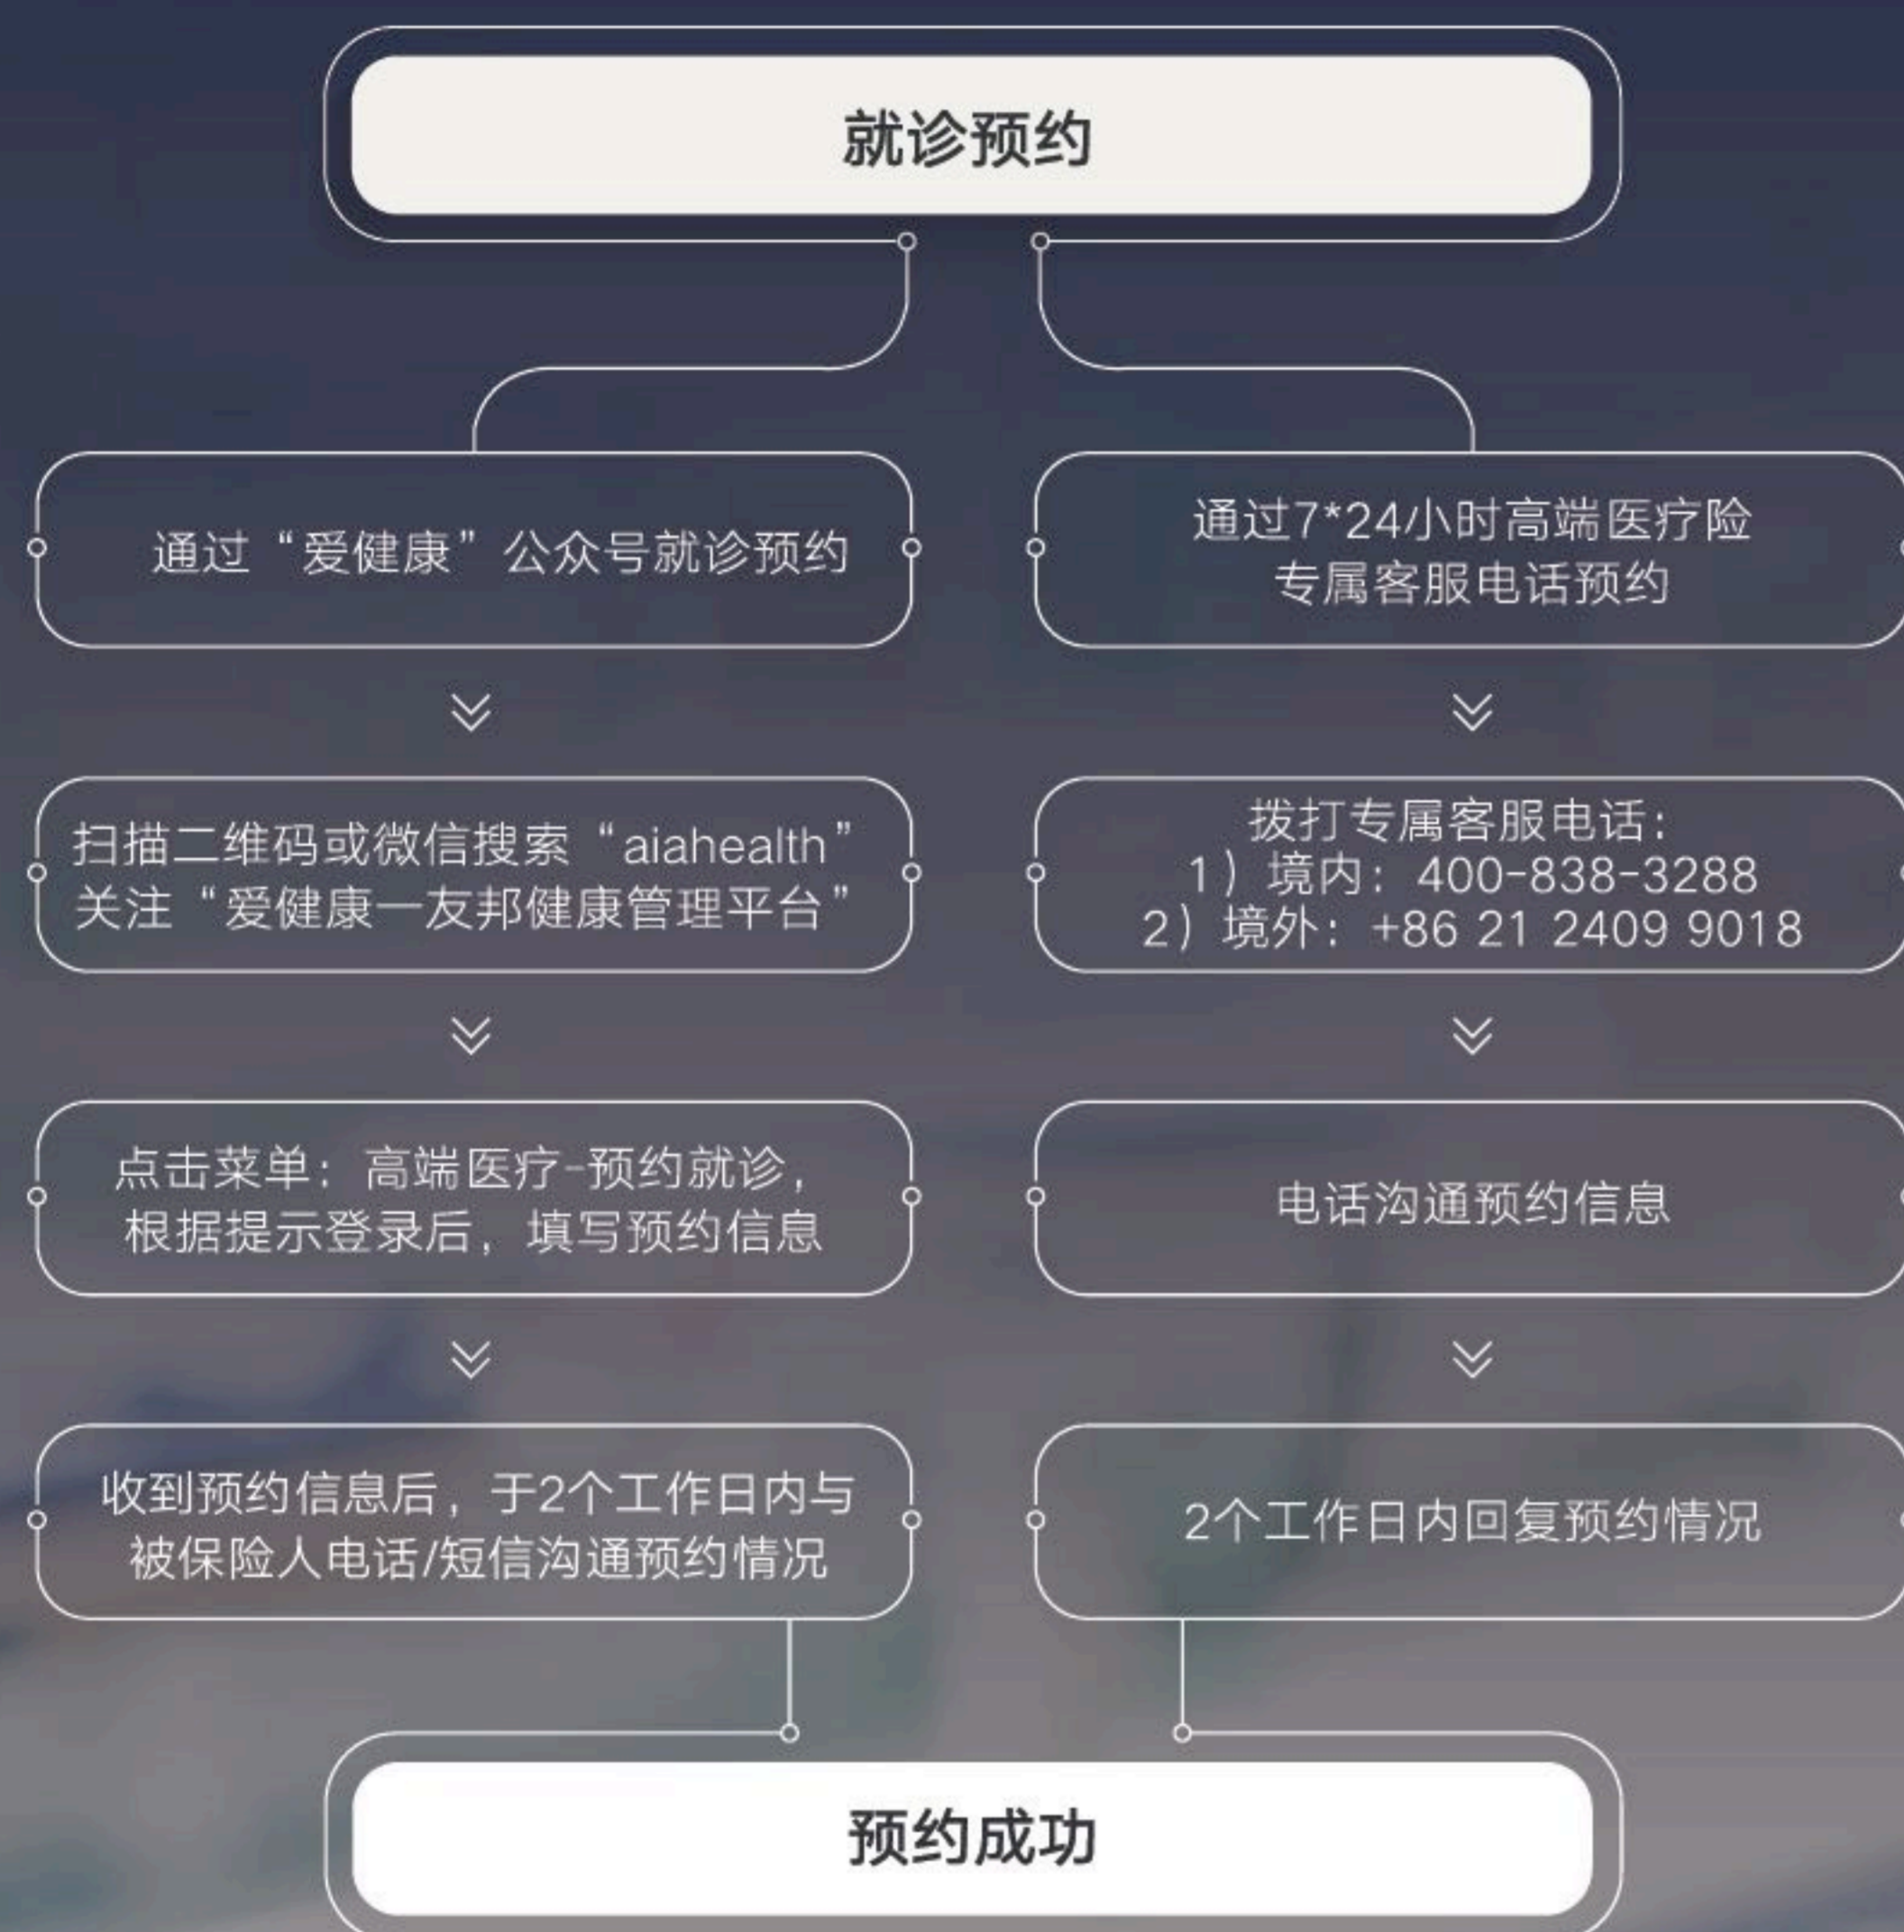 就诊预约
通过“爱健康”公众号就诊预约
扫描二维码或微信搜索“aiahealth”
关注“爱健康—友邦健康管理平台”
点击菜单：高端医疗-预约就诊，
根据提示登录后，填写预约信息
收到预约信息后，于2个工作日内与
被保险人电话/短信沟通预约情况
通过7*24小时高端医疗险
专属客服电话预约
拨打专属客服电话：
1）境内：400-838-3288
2）境外：+86 21 2409 9018
电话沟通预约信息
2个工作日内回复预约情况
预约成功